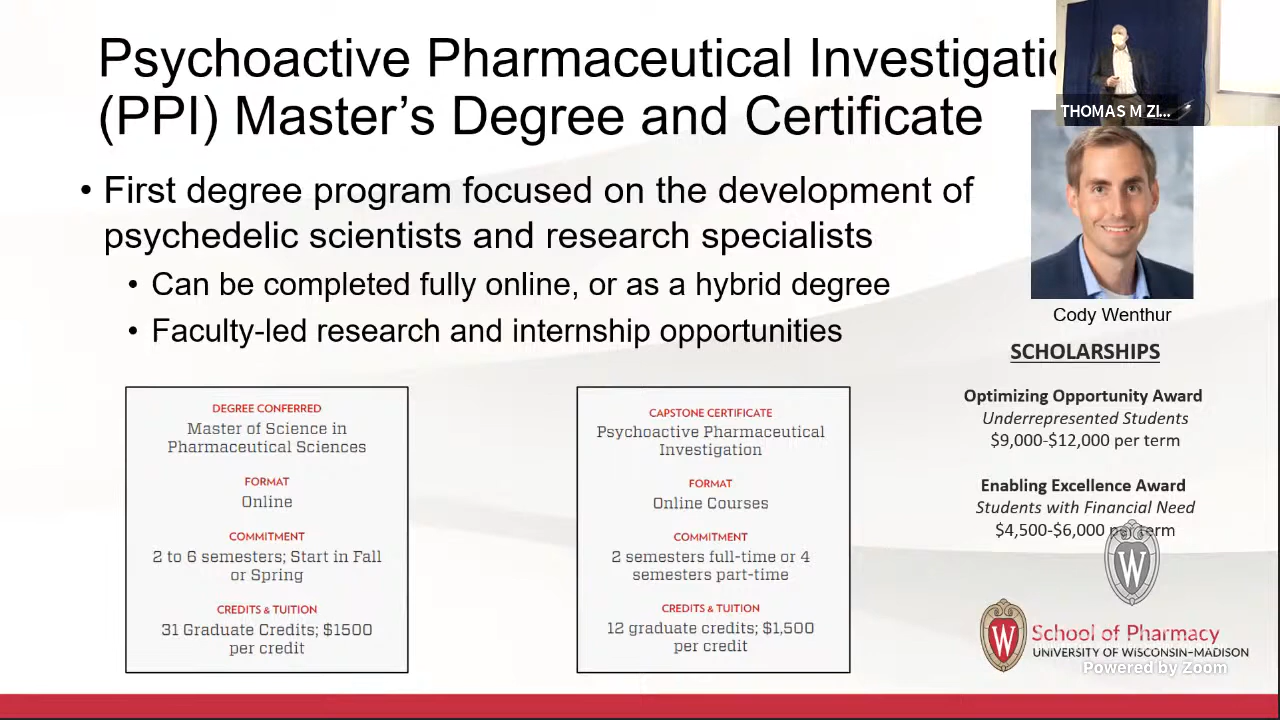 Psychoactive Pharmaceutical Investigatio
(PPI) Master's Degree and Certificate
THOMAS M ZI...
• First degree program focused on the development of
psychedelic scientists and research specialists
• Can be completed fully online, or as a hybrid degree
• Faculty-led research and internship opportunities
Cody Wenthur
SCHOLARSHIPS
Optimizing Opportunity Award
Underrepresented Students
$9,000-$12,000 per term
Enabling Excellence Award
Students with Financial Need
$4,500-$6,000 per term
DEGREE CONFERRED
Master of Science in
Pharmaceutical Sciences
FORMAT
Online
COMMITMENT
2 to 6 semesters; Start in Fall
or Spring
CREDITS & TUITION
31 Graduate Credits; $1500
per credit
CAPSTONE CERTIFICATE
Psychoactive Pharmaceutical
Investigation
FORMAT
Online Courses
COMMITMENT
2 semesters full-time or 4
semesters part-time
CREDITS & TUITION
12 graduate credits; $1,500
per credit
W
W
School of Pharmacy
UNIVERSITY OF WISCONSIN–MADISON
Powered by Zoom